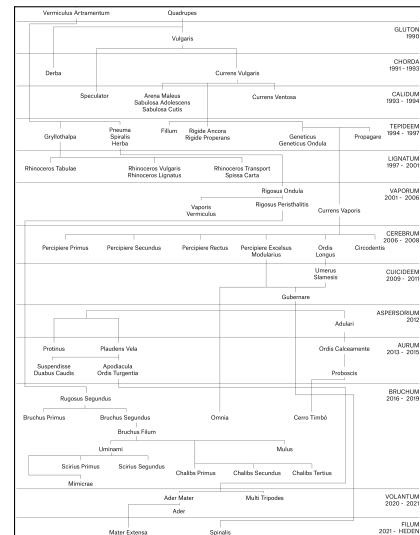 Vermiculus Artramentum
Quadrupes
GLUTON
1990
Vulgaris
CHORDA
1991 - 1993
Derba
Currens Vulgaris
CALIDUM
1993 - 1994
Speculator
Arena Maleus
Sabulosa Adolescens
Sabulosa Cutis
Currens Ventosa
TEPIDEEM
1994 - 1997
Gryllothalpa
Pneuma
Spiralis
Herba
Fillum
Rigide Ancora
Rigide Properans
Geneticus
Geneticus Ondula
Propagare
LIGNATUM
1997 - 2001
Rhinoceros Tabulae
Rhinoceros Vulgaris
Rhinoceros Lignatus
Rhinoceros Transport
Spissa Carta
VAPORUM
2001 - 2006
Rigosus Ondula
Vaporis
Vermiculus
Rigosus Peristhalitis
Currens Vaporis
CEREBRUM
2006 - 2008
Percipiere Primus
Percipiere Secundus
Percipiere Rectus
Percipiere Excelsus
Modularius
Ordis
Longus
Circodentis
CUICIDEEM
2009 - 2011
Umerus
Slamesis
Gubernare
ASPERSORIUM
2012
Adulari
AURUM
2013 - 2015
Protinus
Plaudens Vela
Ordis Calceamente
Suspendisse
Duabus Caudis
Apodiacula
Ordis Turgentia
Proboscis
BRUCHUM
2016 - 2019
Rugosus Segundus
Bruchus Primus
Bruchus Segundus
Omnia
Cerro Timbó
Bruchus Filum
Uminami
Mulus
Scirius Primus
Scirius Segundus
Chalibs Primus
Chalibs Secundus
Chalibs Tertius
Mimicrae
VOLANTUM
2020 - 2021
Ader Mater
Multi Tripodes
Ader
FILUM
2021 - HEDEN
Mater Extensa
Spinalis